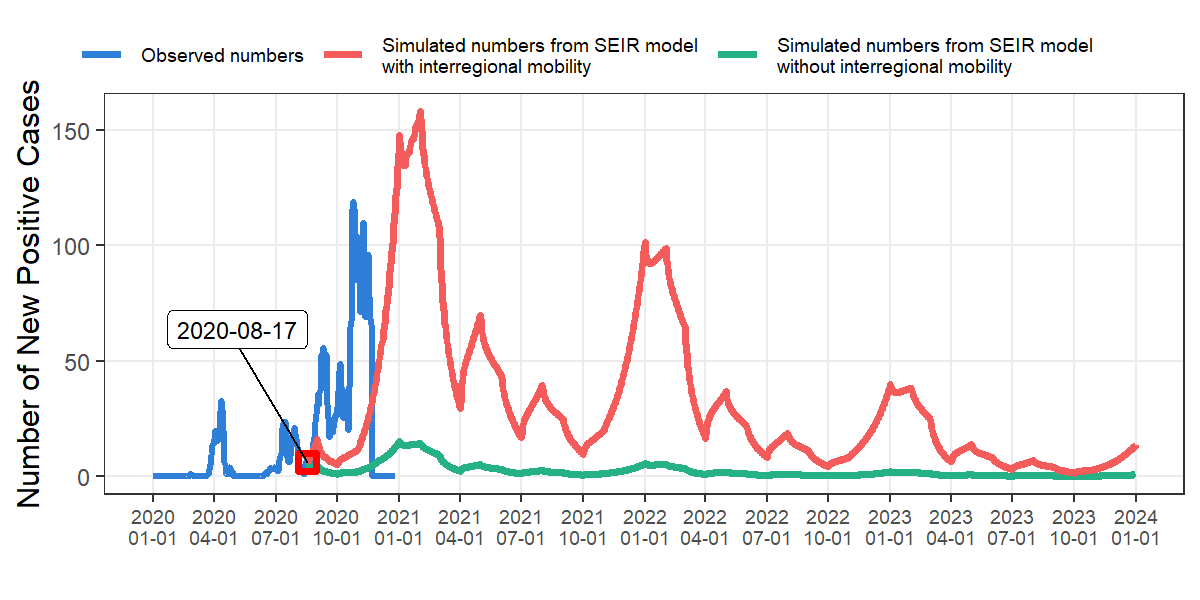 Observed numbers
Simulated numbers from SEIR model
with interregional mobility
Simulated numbers from SEIR model
without interregional mobility
Number of New Positive Cases
150
100
50
0
2020-08-17
2020 2020 2020 2020 2021 2021 2021 2021 2022 2022 2022 2022 2023 2023 2023 2023 2024
01-01 04-01 07-01 10-01 01-01 04-01 07-01 10-01 01-01 04-01 07-01 10-01 01-01 04-01 07-01 10-01 01-01